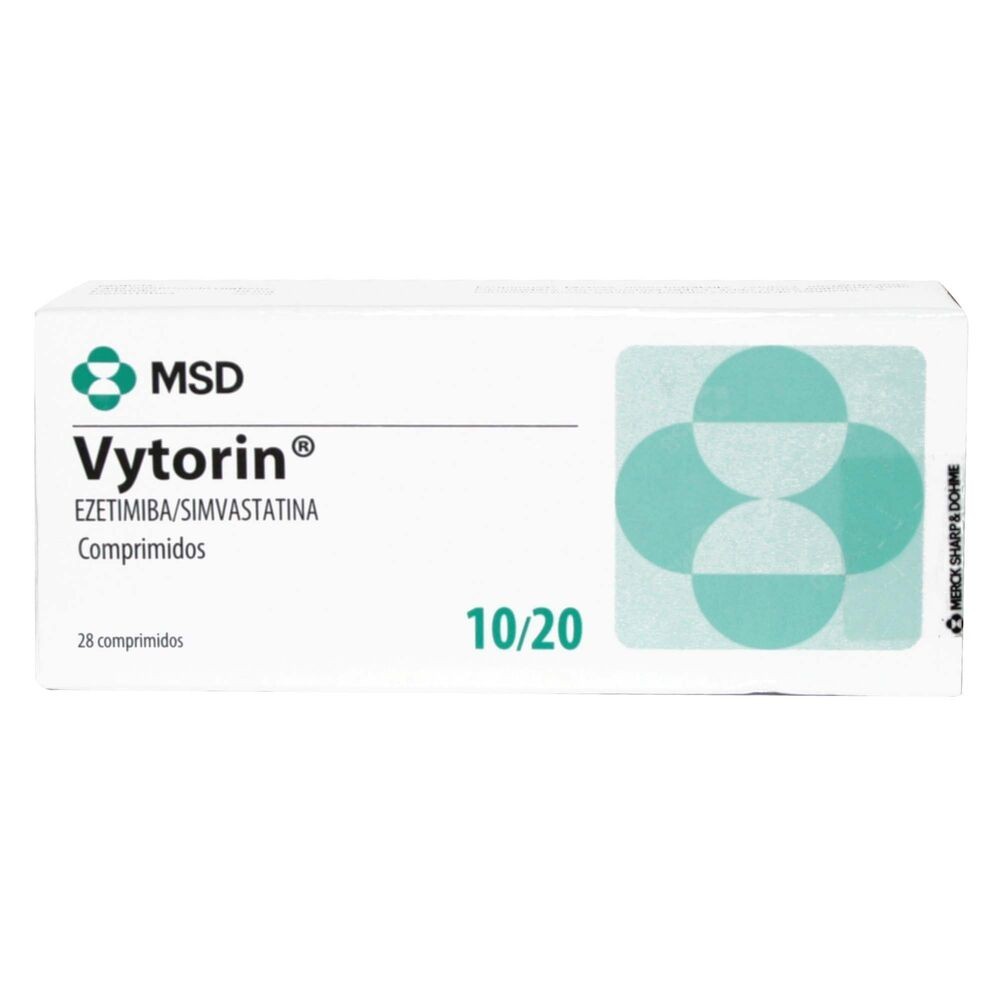 MSD
Vytorin®
EZETIMIBA/SIMVASTATINA
Comprimidos
28 comprimidos
10/20
MERCK SHARP & DOHME